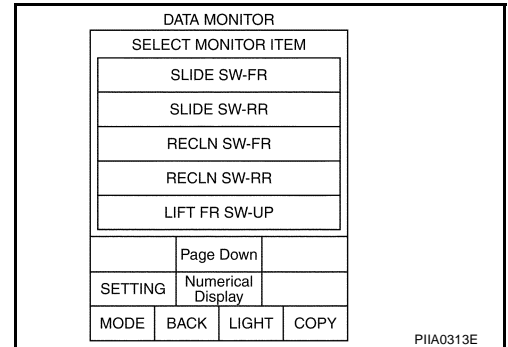 DATA MONITOR
SELECT MONITOR ITEM
SLIDE SW-FR
SLIDE SW-RR
RECLN SW-FR
RECLN SW-RR
LIFT FR SW-UP
Page Down
SETTING Numerical Display
MODE BACK LIGHT COPY
PIIA0313E